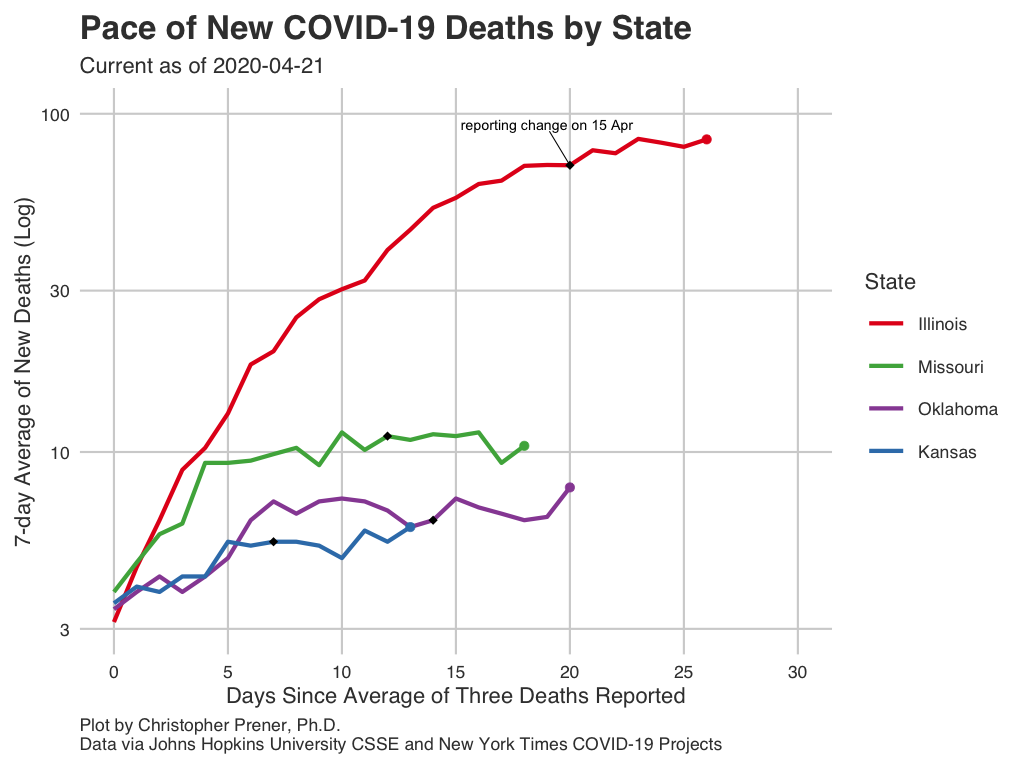 Pace of New COVID-19 Deaths by State
Current as of 2020-04-21
7-day Average of New Deaths (Log)
100
30
10
3
reporting change on 15 Apr
0 5 10 15 20 25 30
Days Since Average of Three Deaths Reported
State
Illinois
Missouri
Oklahoma
Kansas
Plot by Christopher Prener, Ph.D.
Data via Johns Hopkins University CSSE and New York Times COVID-19 Projects